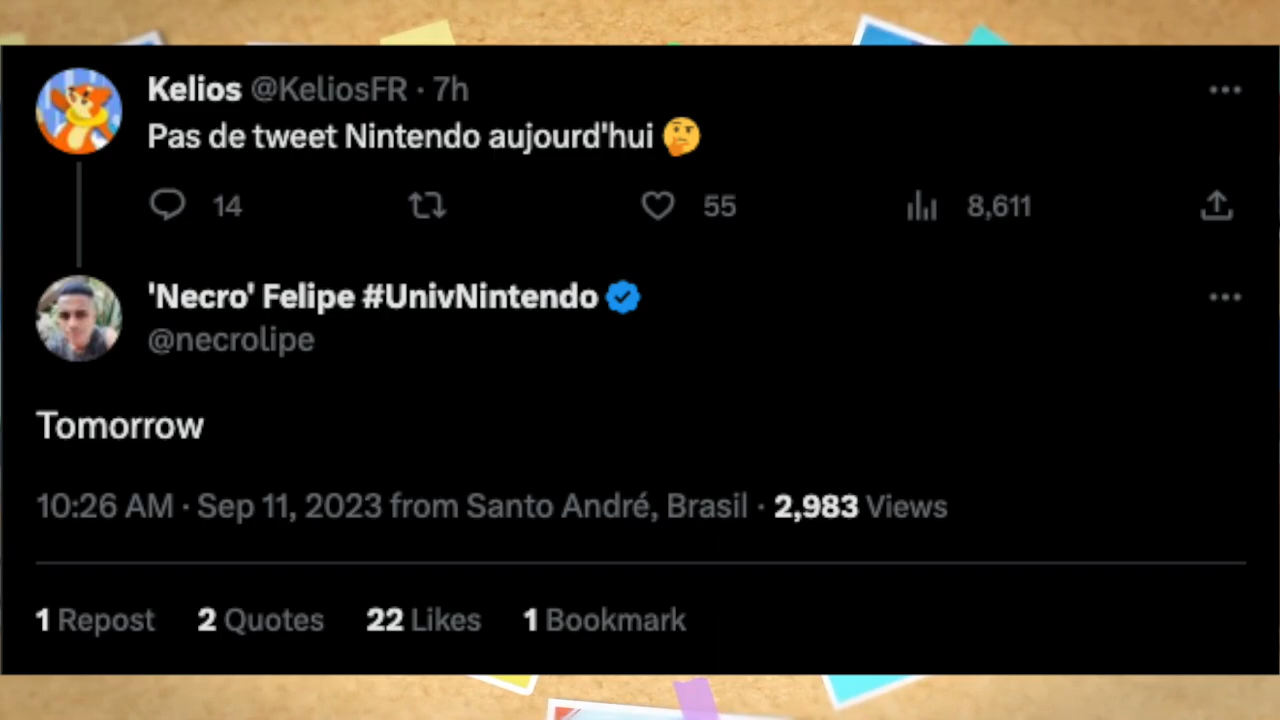 Kelios @KeliosFR · 7h
Pas de tweet Nintendo aujourd'hui 🤔
14 55 8,611
'Necro' Felipe #UnivNintendo
@necrolipe
Tomorrow
10:26 AM · Sep 11, 2023 from Santo André, Brasil · 2,983 Views
1 Repost 2 Quotes 22 Likes 1 Bookmark